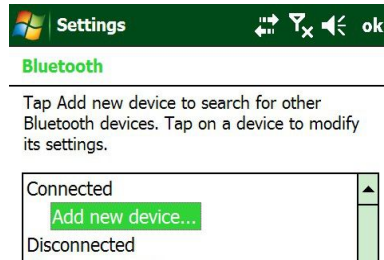 Settings
ok
Bluetooth
Tap Add new device to search for other
Bluetooth devices. Tap on a device to modify
its settings.
Connected
Add new device...
Disconnected